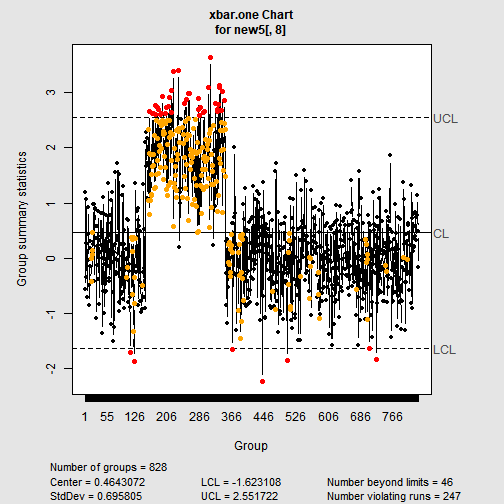 xbar.one Chart
for new5[, 8]
Group summary statistics
3
2
1
0
-1
-2
UCL
CL
LCL
1 55 126 206 286 366 446 526 606 686 766
Group
Number of groups = 828
Center = 0.4643072 LCL = -1.623108 Number beyond limits = 46
StdDev = 0.695805 UCL = 2.551722 Number violating runs = 247